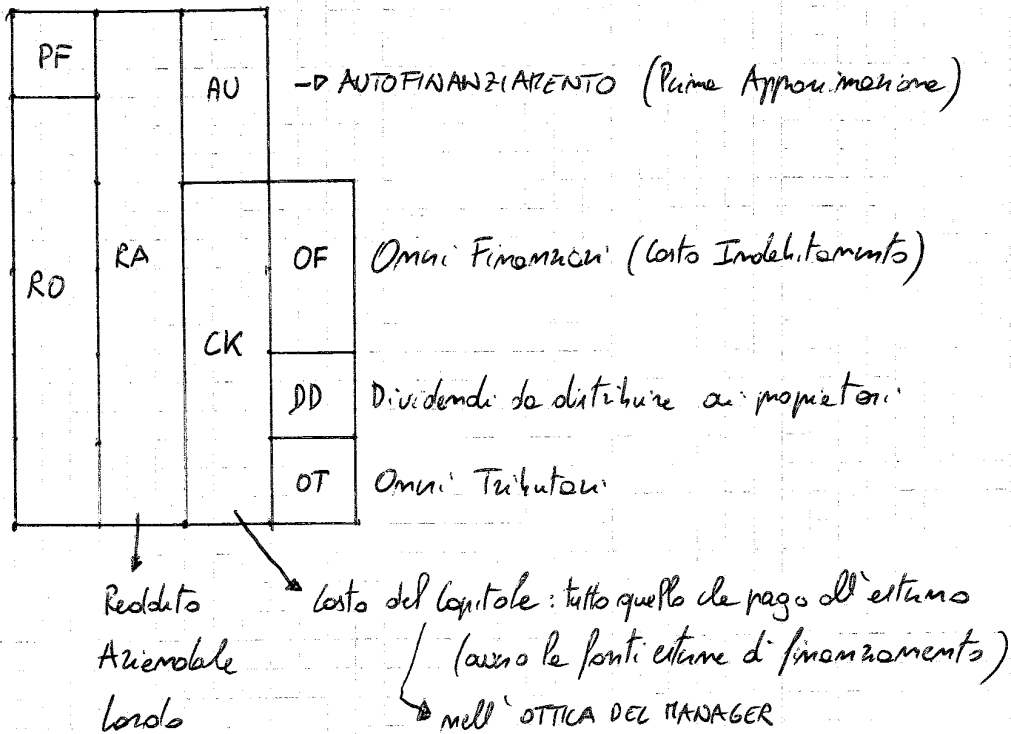 PF
AU
→ AUTOFINANZIAMENTO (Prima Approssimazione)
RO
RA
OF
Oneri Finanziari (Costo Indebitamento)
CK
DD
Dividendi da distribuire ai proprietari
OT
Oneri Tributari
Reddito
Aziendale
Lordo
Costo del Capitale: tutto quello che pago all'esterno
(verso le fonti esterne di finanziamento)
nell'OTTICA DEL MANAGER